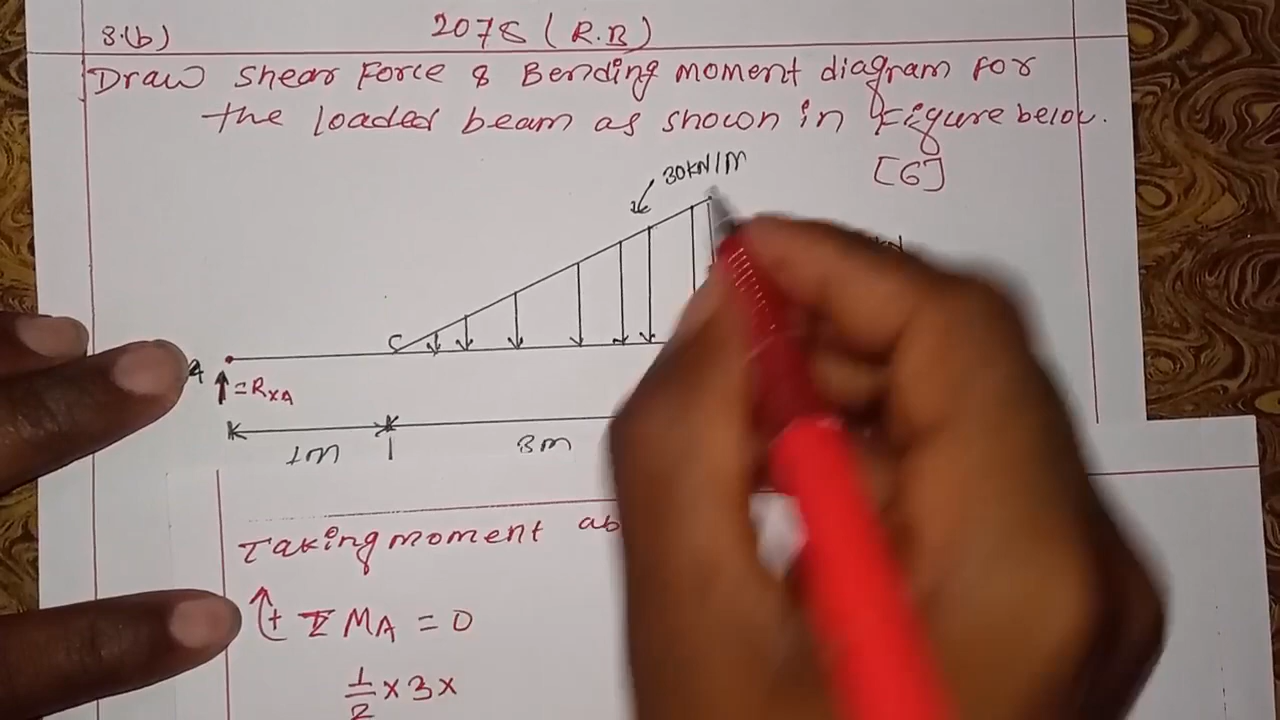 3.(b) 2078 (R.B)
Draw Shear Force & Bending moment diagram for
the loaded beam as shown in figure below.
[6]
30KN/M
C
A
= RXA
1m
3m
Taking moment ab
+ Σ MA = 0
1/2 × 3 ×